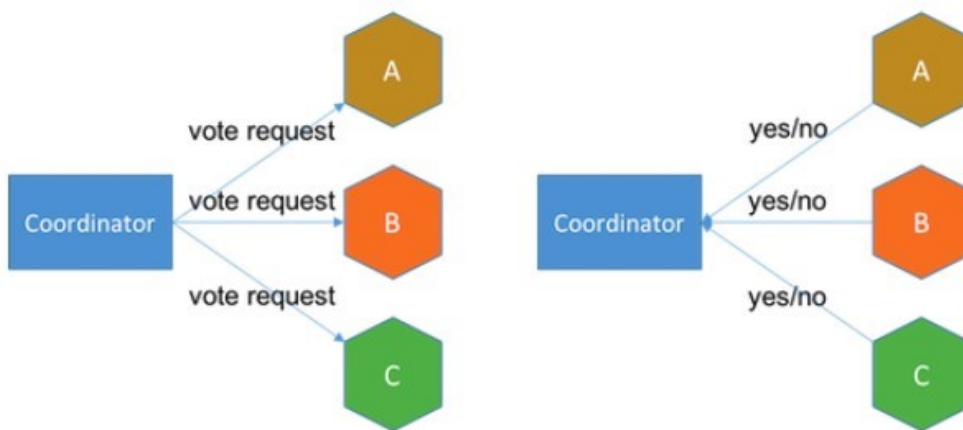 A
vote request
Coordinator
vote request
B
vote request
C
A
yes/no
Coordinator
yes/no
B
yes/no
C